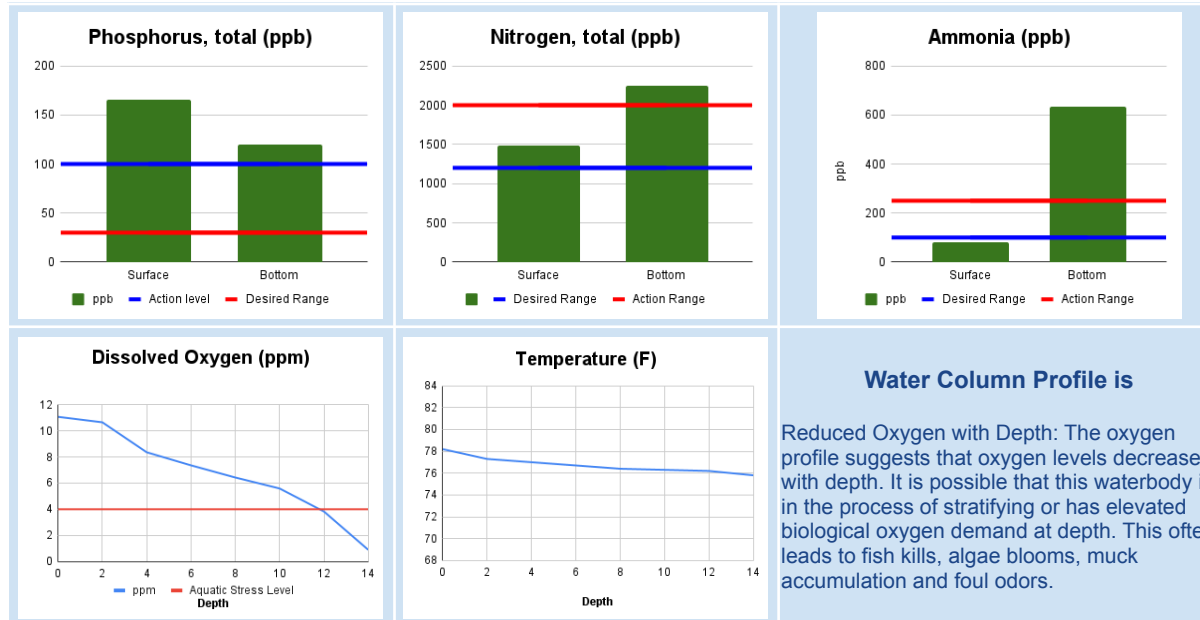 Phosphorus, total (ppb)
200
150
100
50
0
Surface Bottom
ppb Action level Desired Range
Nitrogen, total (ppb)
2500
2000
1500
1000
500
0
Surface Bottom
Desired Range Action Range
Ammonia (ppb)
ppb
800
600
400
200
0
Surface Bottom
ppb Desired Range Action Range
Dissolved Oxygen (ppm)
12
10
8
6
4
2
0
0 2 4 6 8 10 12 14
ppm Aquatic Stress Level
Depth
Temperature (F)
84
82
80
78
76
74
72
70
68
0 2 4 6 8 10 12 14
Depth
Water Column Profile is
Reduced Oxygen with Depth: The oxygen
profile suggests that oxygen levels decrease
with depth. It is possible that this waterbody i
in the process of stratifying or has elevated
biological oxygen demand at depth. This ofte
leads to fish kills, algae blooms, muck
accumulation and foul odors.